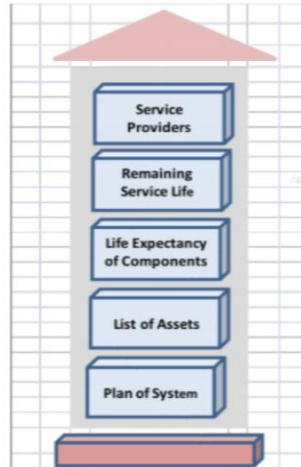 Service
Providers
Remaining
Service Life
Life Expectancy
of Components
List of Assets
Plan of System